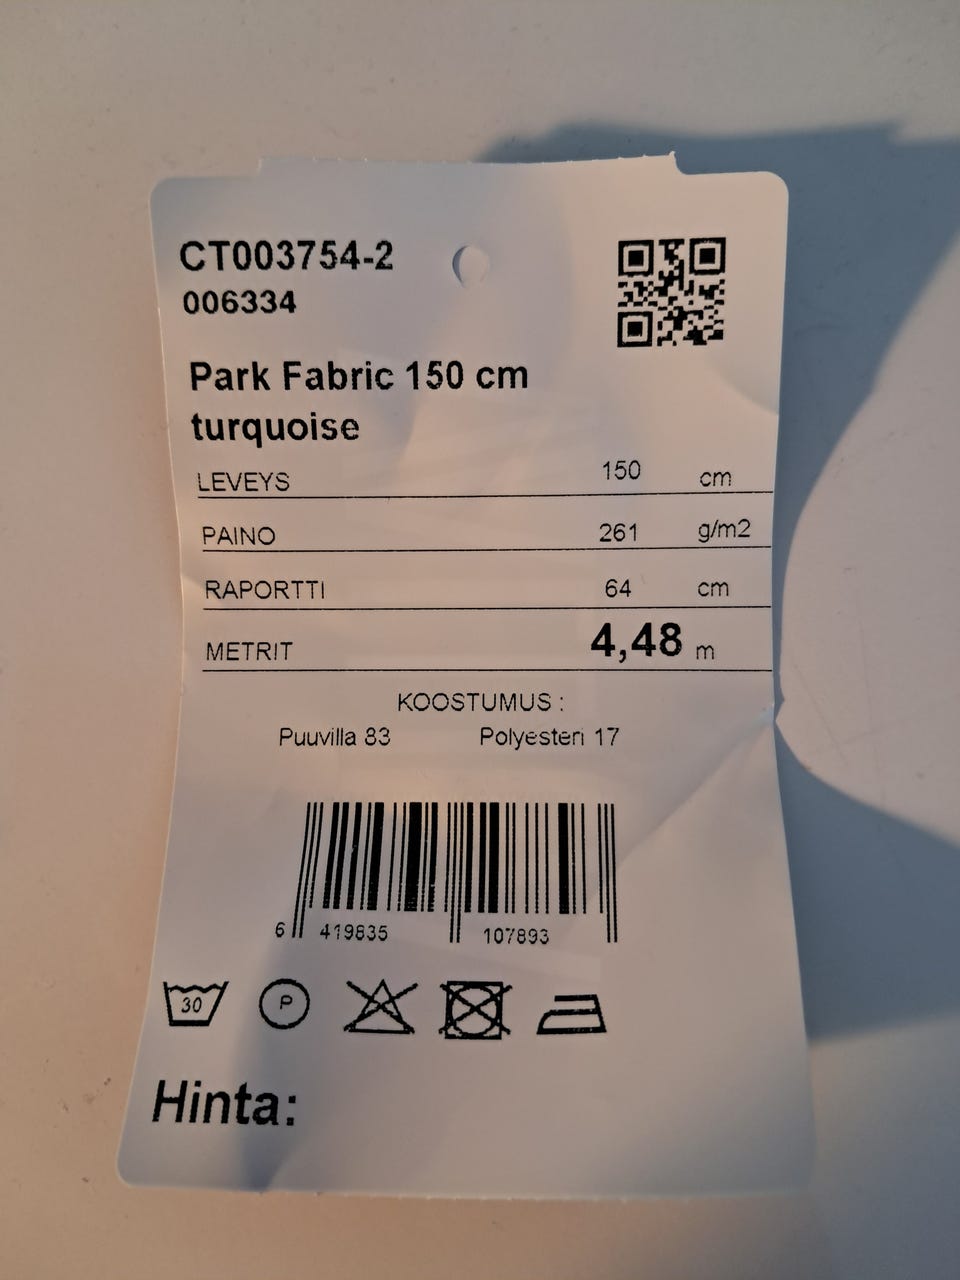 CT003754-2
006334
Park Fabric 150 cm
turquoise
LEVEYS 150 cm
PAINO 261 g/m2
RAPORTTI 64 cm
METRIT 4,48 m
KOOSTUMUS :
Puuvilla 83 Polyesteri 17
6 419835 107893
30 P
Hinta: